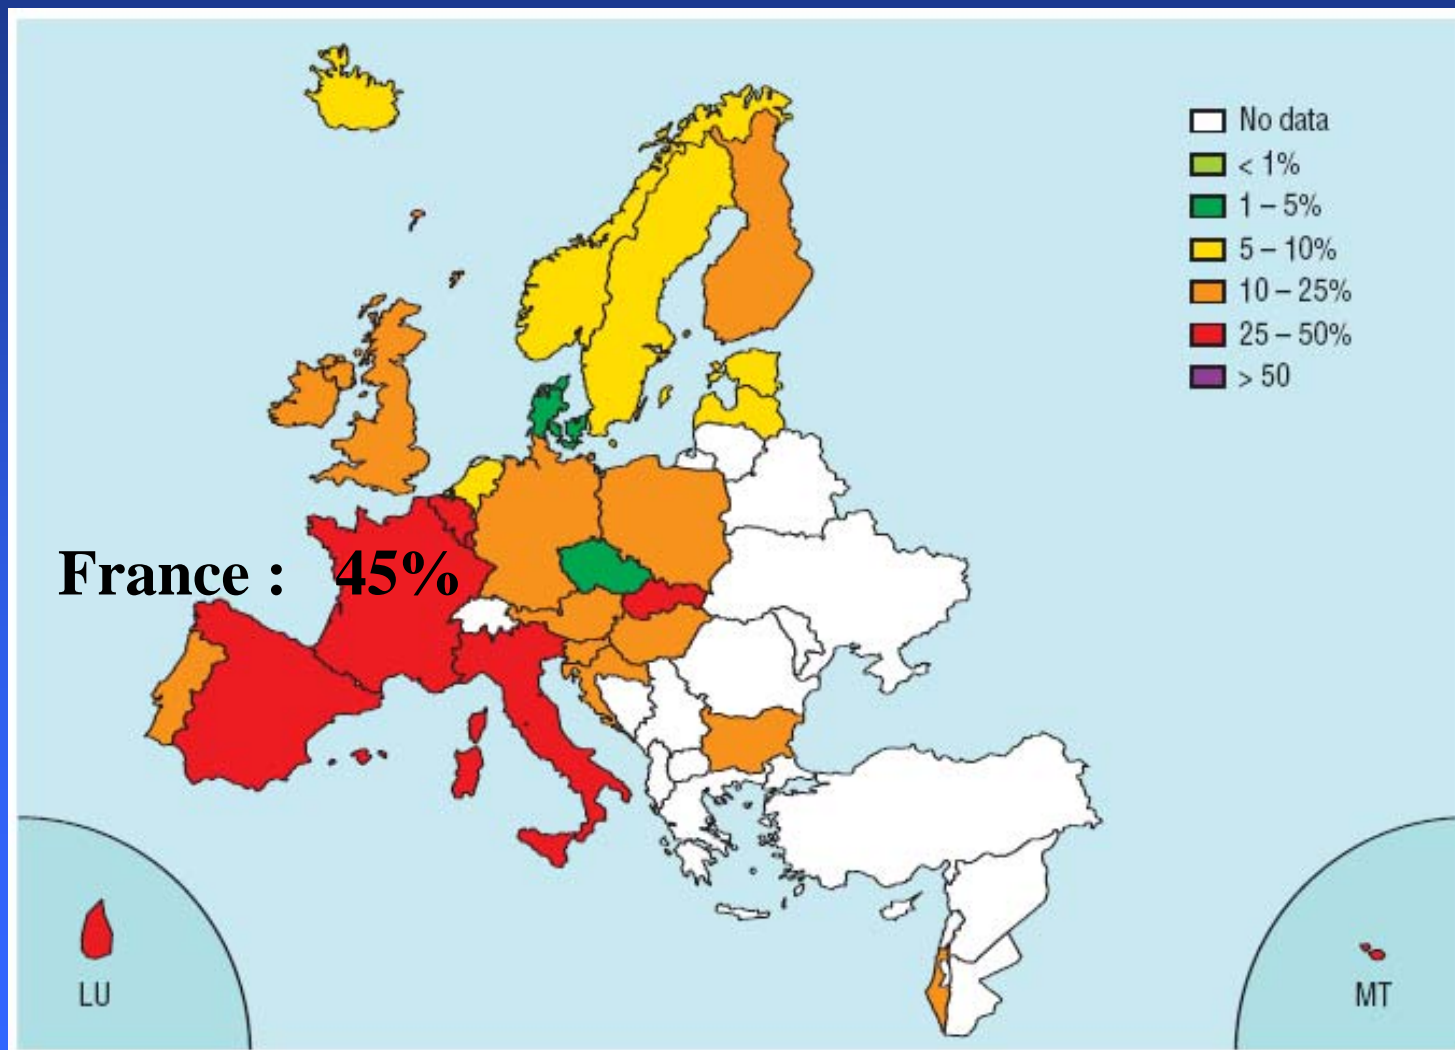 No data
< 1%
1 – 5%
5 – 10%
10 – 25%
25 – 50%
> 50
France : 45%
LU
MT